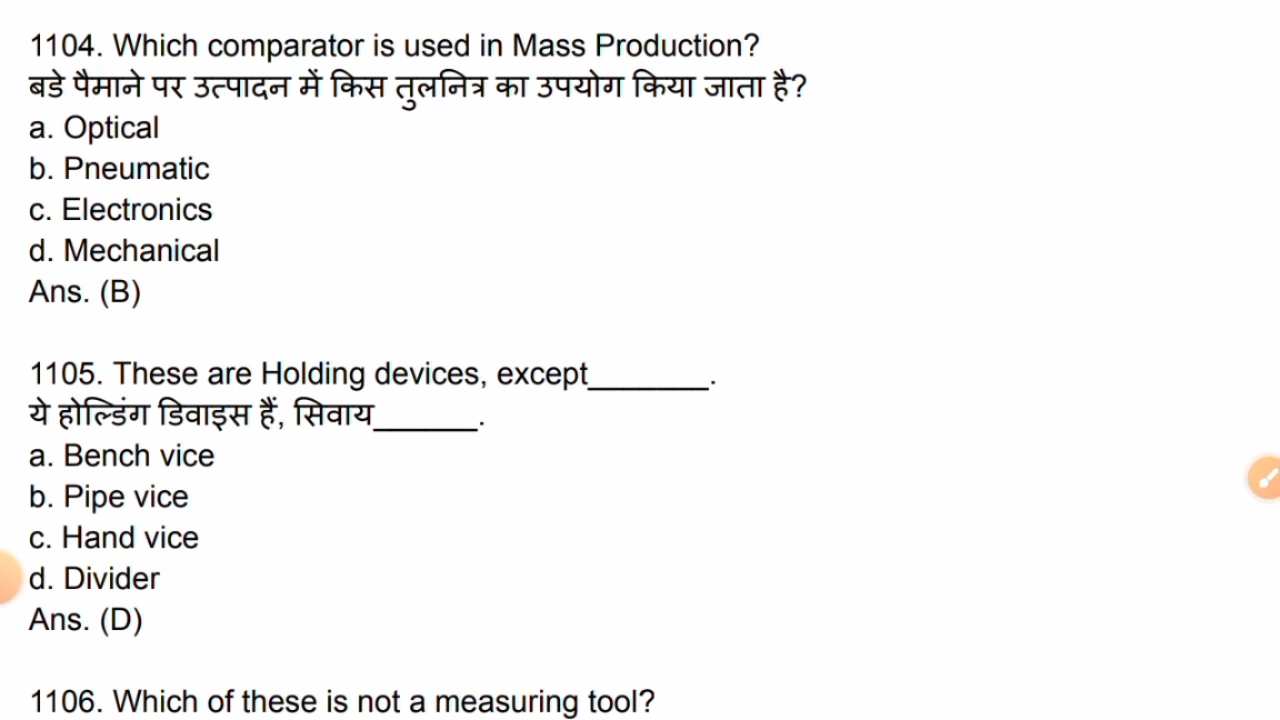 1104. Which comparator is used in Mass Production?
बडे पैमाने पर उत्पादन में किस तुलनित्र का उपयोग किया जाता है?
a. Optical
b. Pneumatic
c. Electronics
d. Mechanical
Ans. (B)
1105. These are Holding devices, except_______.
ये होल्डिंग डिवाइस हैं, सिवाय______.
a. Bench vice
b. Pipe vice
c. Hand vice
d. Divider
Ans. (D)
1106. Which of these is not a measuring tool?